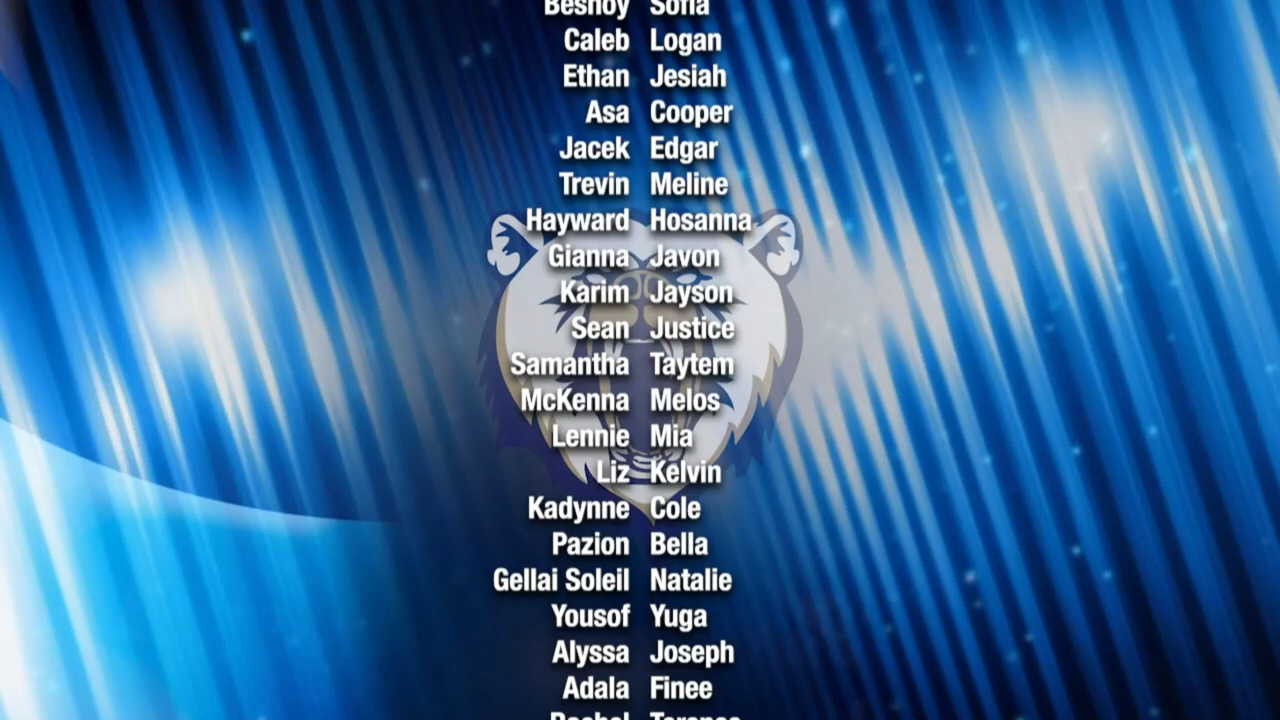 Beshoy Sofia
Caleb Logan
Ethan Jesiah
Asa Cooper
Jacek Edgar
Trevin Meline
Hayward Hosanna
Gianna Javon
Karim Jayson
Sean Justice
Samantha Taytem
McKenna Melos
Lennie Mia
Liz Kelvin
Kadynne Cole
Pazion Bella
Gellai Soleil Natalie
Yousof Yuga
Alyssa Joseph
Adala Finee